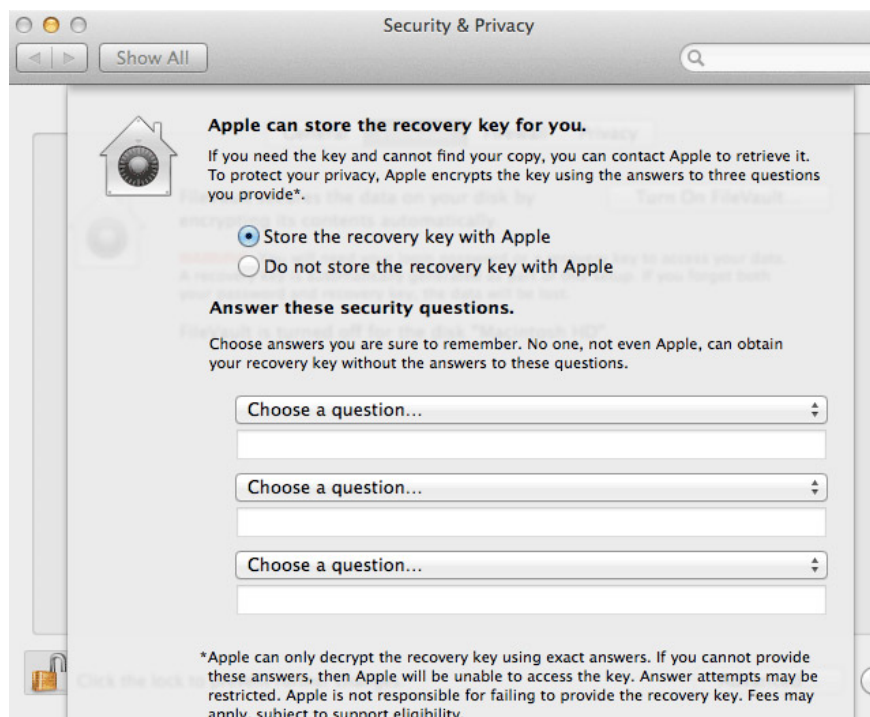 Security & Privacy
Show All
Apple can store the recovery key for you.
If you need the key and cannot find your copy, you can contact Apple to retrieve it.
To protect your privacy, Apple encrypts the key using the answers to three questions
you provide*.
Store the recovery key with Apple
Do not store the recovery key with Apple
Answer these security questions.
Choose answers you are sure to remember. No one, not even Apple, can obtain
your recovery key without the answers to these questions.
Choose a question...
Choose a question...
Choose a question...
*Apple can only decrypt the recovery key using exact answers. If you cannot provide
these answers, then Apple will be unable to access the key. Answer attempts may be
restricted. Apple is not responsible for failing to provide the recovery key. Fees may
apply, subject to support eligibility.